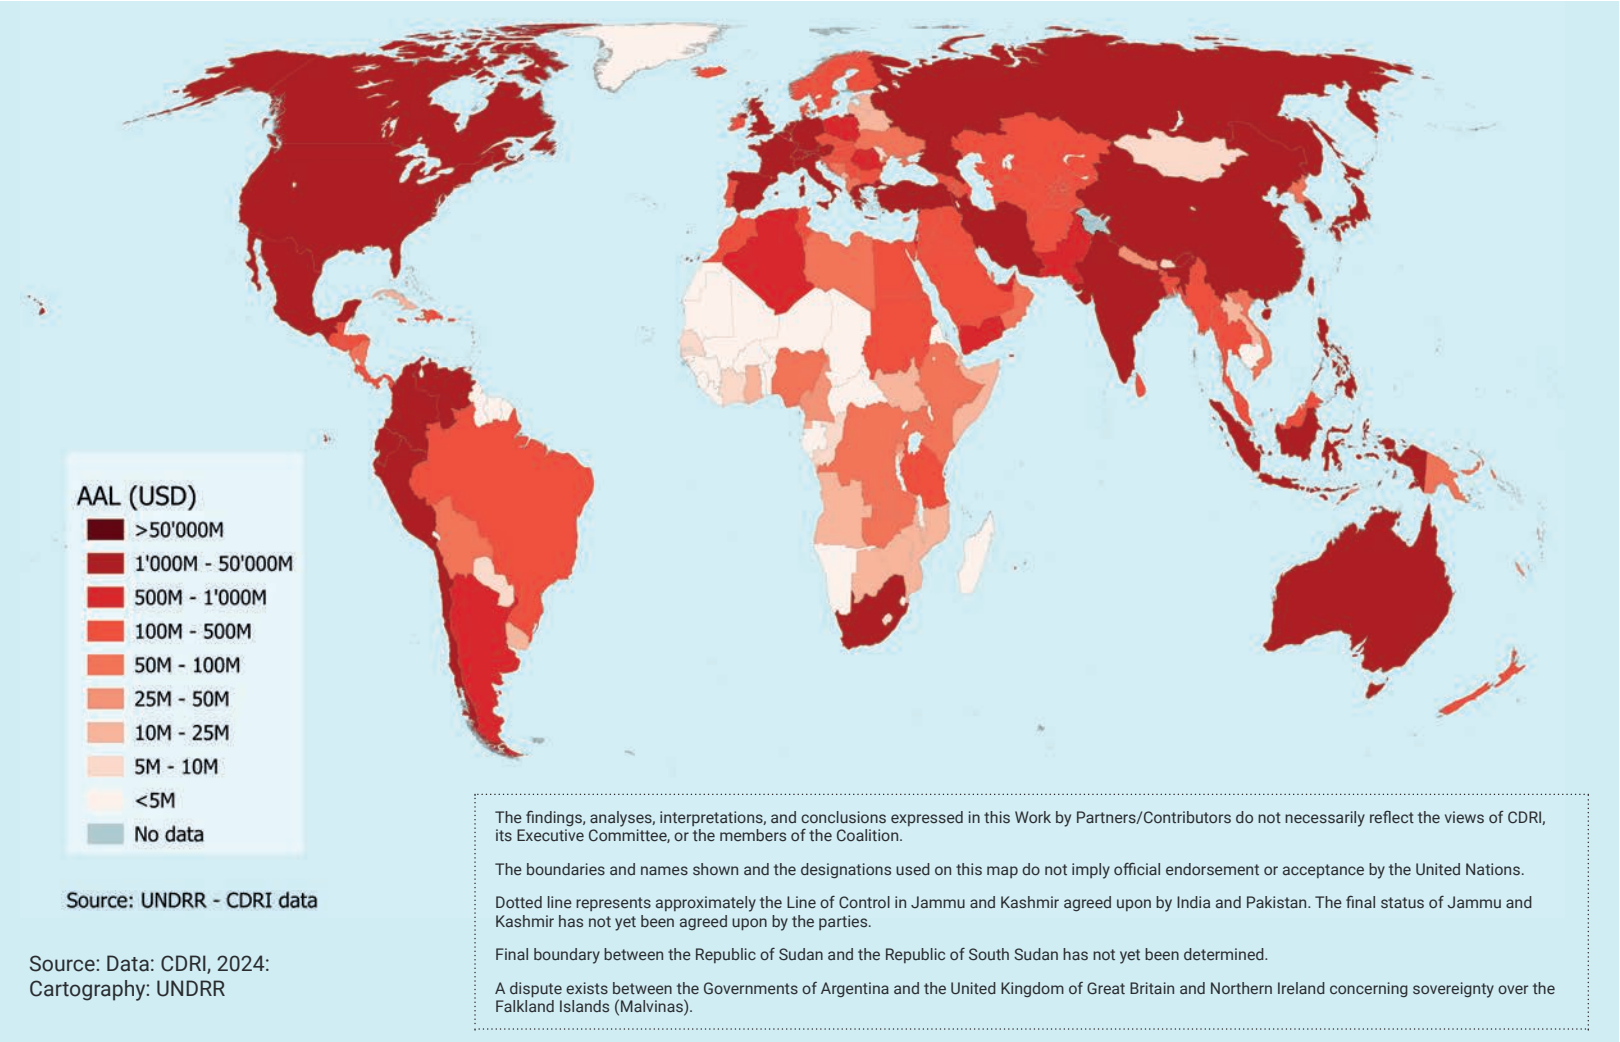 AAL (USD)
>50'000M
1'000M - 50'000M
500M - 1'000M
100M - 500M
50M - 100M
25M - 50M
10M - 25M
5M - 10M
<5M
No data
Source: UNDRR - CDRI data
Source: Data: CDRI, 2024:
Cartography: UNDRR
The findings, analyses, interpretations, and conclusions expressed in this Work by Partners/Contributors do not necessarily reflect the views of CDRI,
its Executive Committee, or the members of the Coalition.
The boundaries and names shown and the designations used on this map do not imply official endorsement or acceptance by the United Nations.
Dotted line represents approximately the Line of Control in Jammu and Kashmir agreed upon by India and Pakistan. The final status of Jammu and
Kashmir has not yet been agreed upon by the parties.
Final boundary between the Republic of Sudan and the Republic of South Sudan has not yet been determined.
A dispute exists between the Governments of Argentina and the United Kingdom of Great Britain and Northern Ireland concerning sovereignty over the
Falkland Islands (Malvinas).